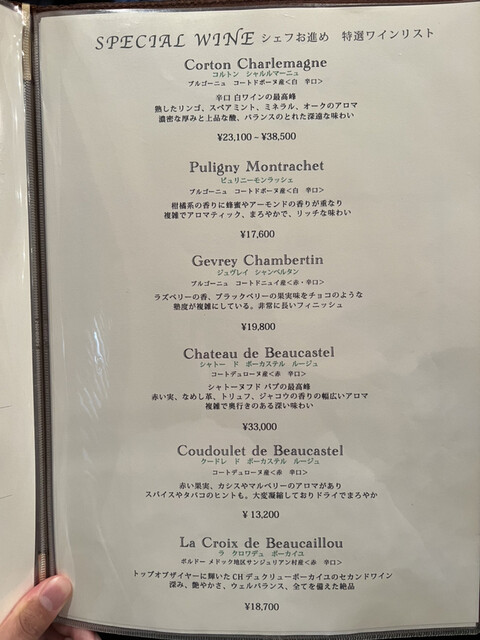 SPECIAL WINE シェフお進め 特選ワインリスト
Corton Charlemagne
コルトン シャルルマーニュ
ブルゴーニュ コートドボーヌ産<白 辛口>
辛口 白ワインの最高峰
熟したリンゴ、スペアミント、ミネラル、オークのアロマ
濃密な厚みと上品な酸、バランスのとれた深遠な味わい
¥23,100~¥38,500
Puligny Montrachet
ピュリニーモンラッシェ
ブルゴーニュ コートドボーヌ産<白 辛口>
柑橘系の香りに蜂蜜やアーモンドの香りが重なり
複雑でアロマティック、まろやかで、リッチな味わい
¥17,600
Gevrey Chambertin
ジュヴレイ シャンベルタン
ブルゴーニュ コートドニュイ産<赤・辛口>
ラズベリーの香、ブラックベリーの果実味をチョコのような
塾度が複雑にしている。非常に長いフィニッシュ
¥19,800
Chateau de Beaucastel
シャトー ド ボーカステル ルージュ
コートデュローヌ産<赤 辛口>
シャトーヌフド パプの最高峰
赤い実、なめし革、トリュフ、ジャコウの香りの幅広いアロマ
複雑で奥行きのある深い味わい
¥33,000
Coudoulet de Beaucastel
クードレ ド ボーカステル ルージュ
コートデュローヌ産<赤 辛口>
赤い果実、カシスやマルベリーのアロマがあり
スパイスやタバコのヒントも。大変凝縮しておりドライでまろやか
¥ 13,200
La Croix de Beaucaillou
ラ クロワデュ ボーカイユ
ボルドー メドック地区サンジュリアン村産<赤 辛口>
トップオブザイヤーに輝いたCHデュクリューボーカイユのセカンドワイン
深み、艶やかさ、ウェルバランス、全てを備えた絶品
¥18,700